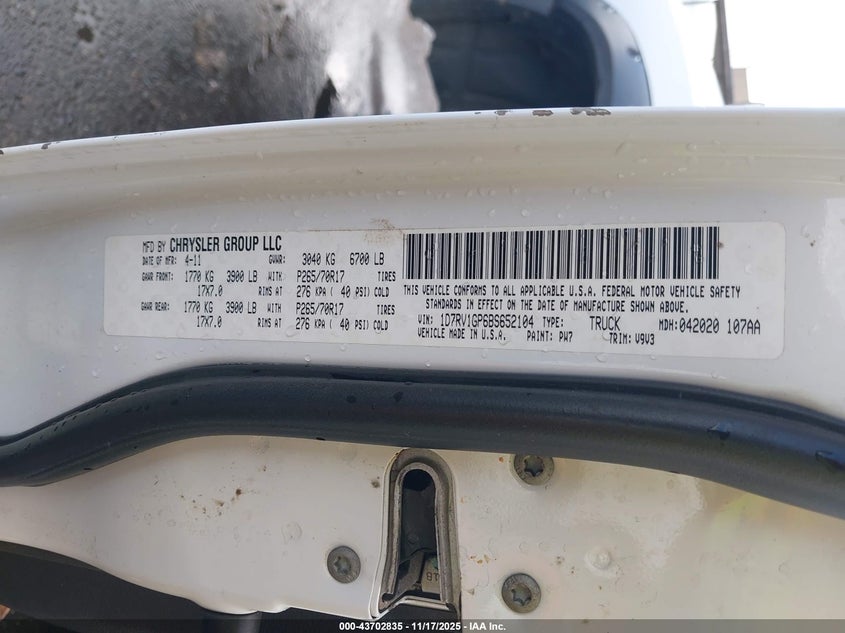 MFD BY CHRYSLER GROUP LLC
DATE OF MFR: 4-11 GVWR: 3040 KG 6700 LB
GAWR FRONT: 1770 KG 3900 LB WITH P265/70R17 TIRES
17X7.0 RIMS AT 276 KPA ( 40 PSI) COLD
GAWR REAR: 1770 KG 3900 LB WITH P265/70R17 TIRES
17X7.0 RIMS AT 276 KPA ( 40 PSI) COLD
THIS VEHICLE CONFORMS TO ALL APPLICABLE U.S.A. FEDERAL MOTOR VEHICLE SAFETY
STANDARDS IN EFFECT ON THE DATE OF MANUFACTURE SHOWN ABOVE.
VIN: 1D7RV1GP6BS652104 TYPE: TRUCK MDH: 042020 107AA
VEHICLE MADE IN U.S.A. PAINT: PW7 TRIM: V9V3
000-43702835 - 11/17/2025 - IAA Inc.